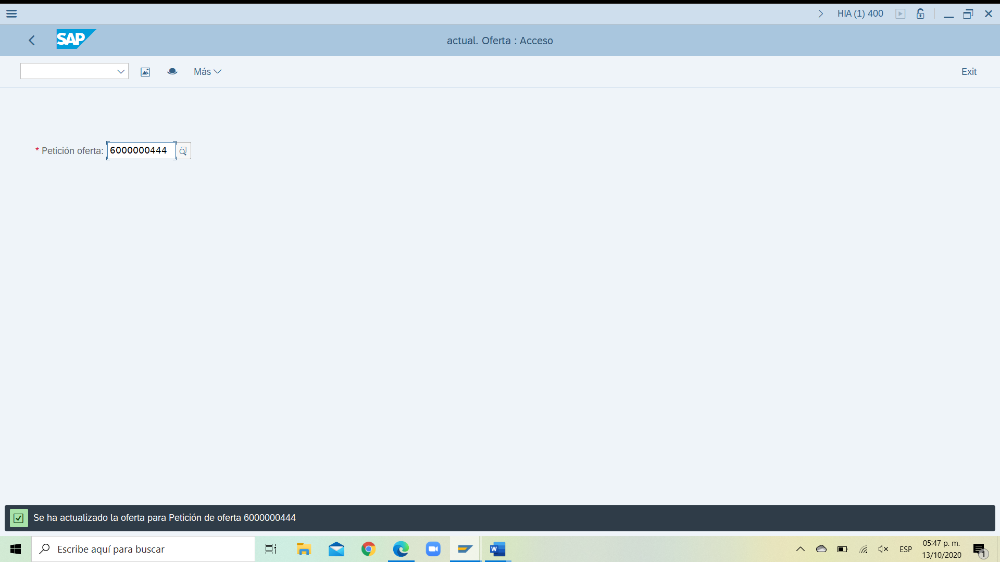 HIA (1) 400
SAP
actual. Oferta : Acceso
Más
Exit
* Petición oferta: 6000000444
Se ha actualizado la oferta para Petición de oferta 6000000444
Escribe aquí para buscar
W
ESP
05:47 p. m.
13/10/2020
1